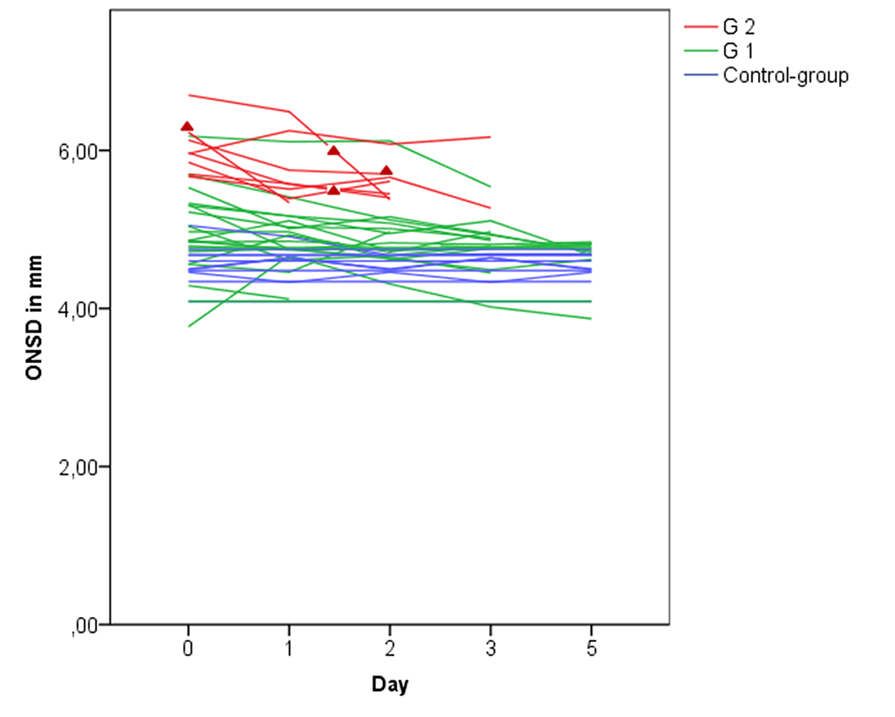 G 2
G 1
Control-group
6,00
4,00
2,00
,00
ONSD in mm
0 1 2 3 5
Day